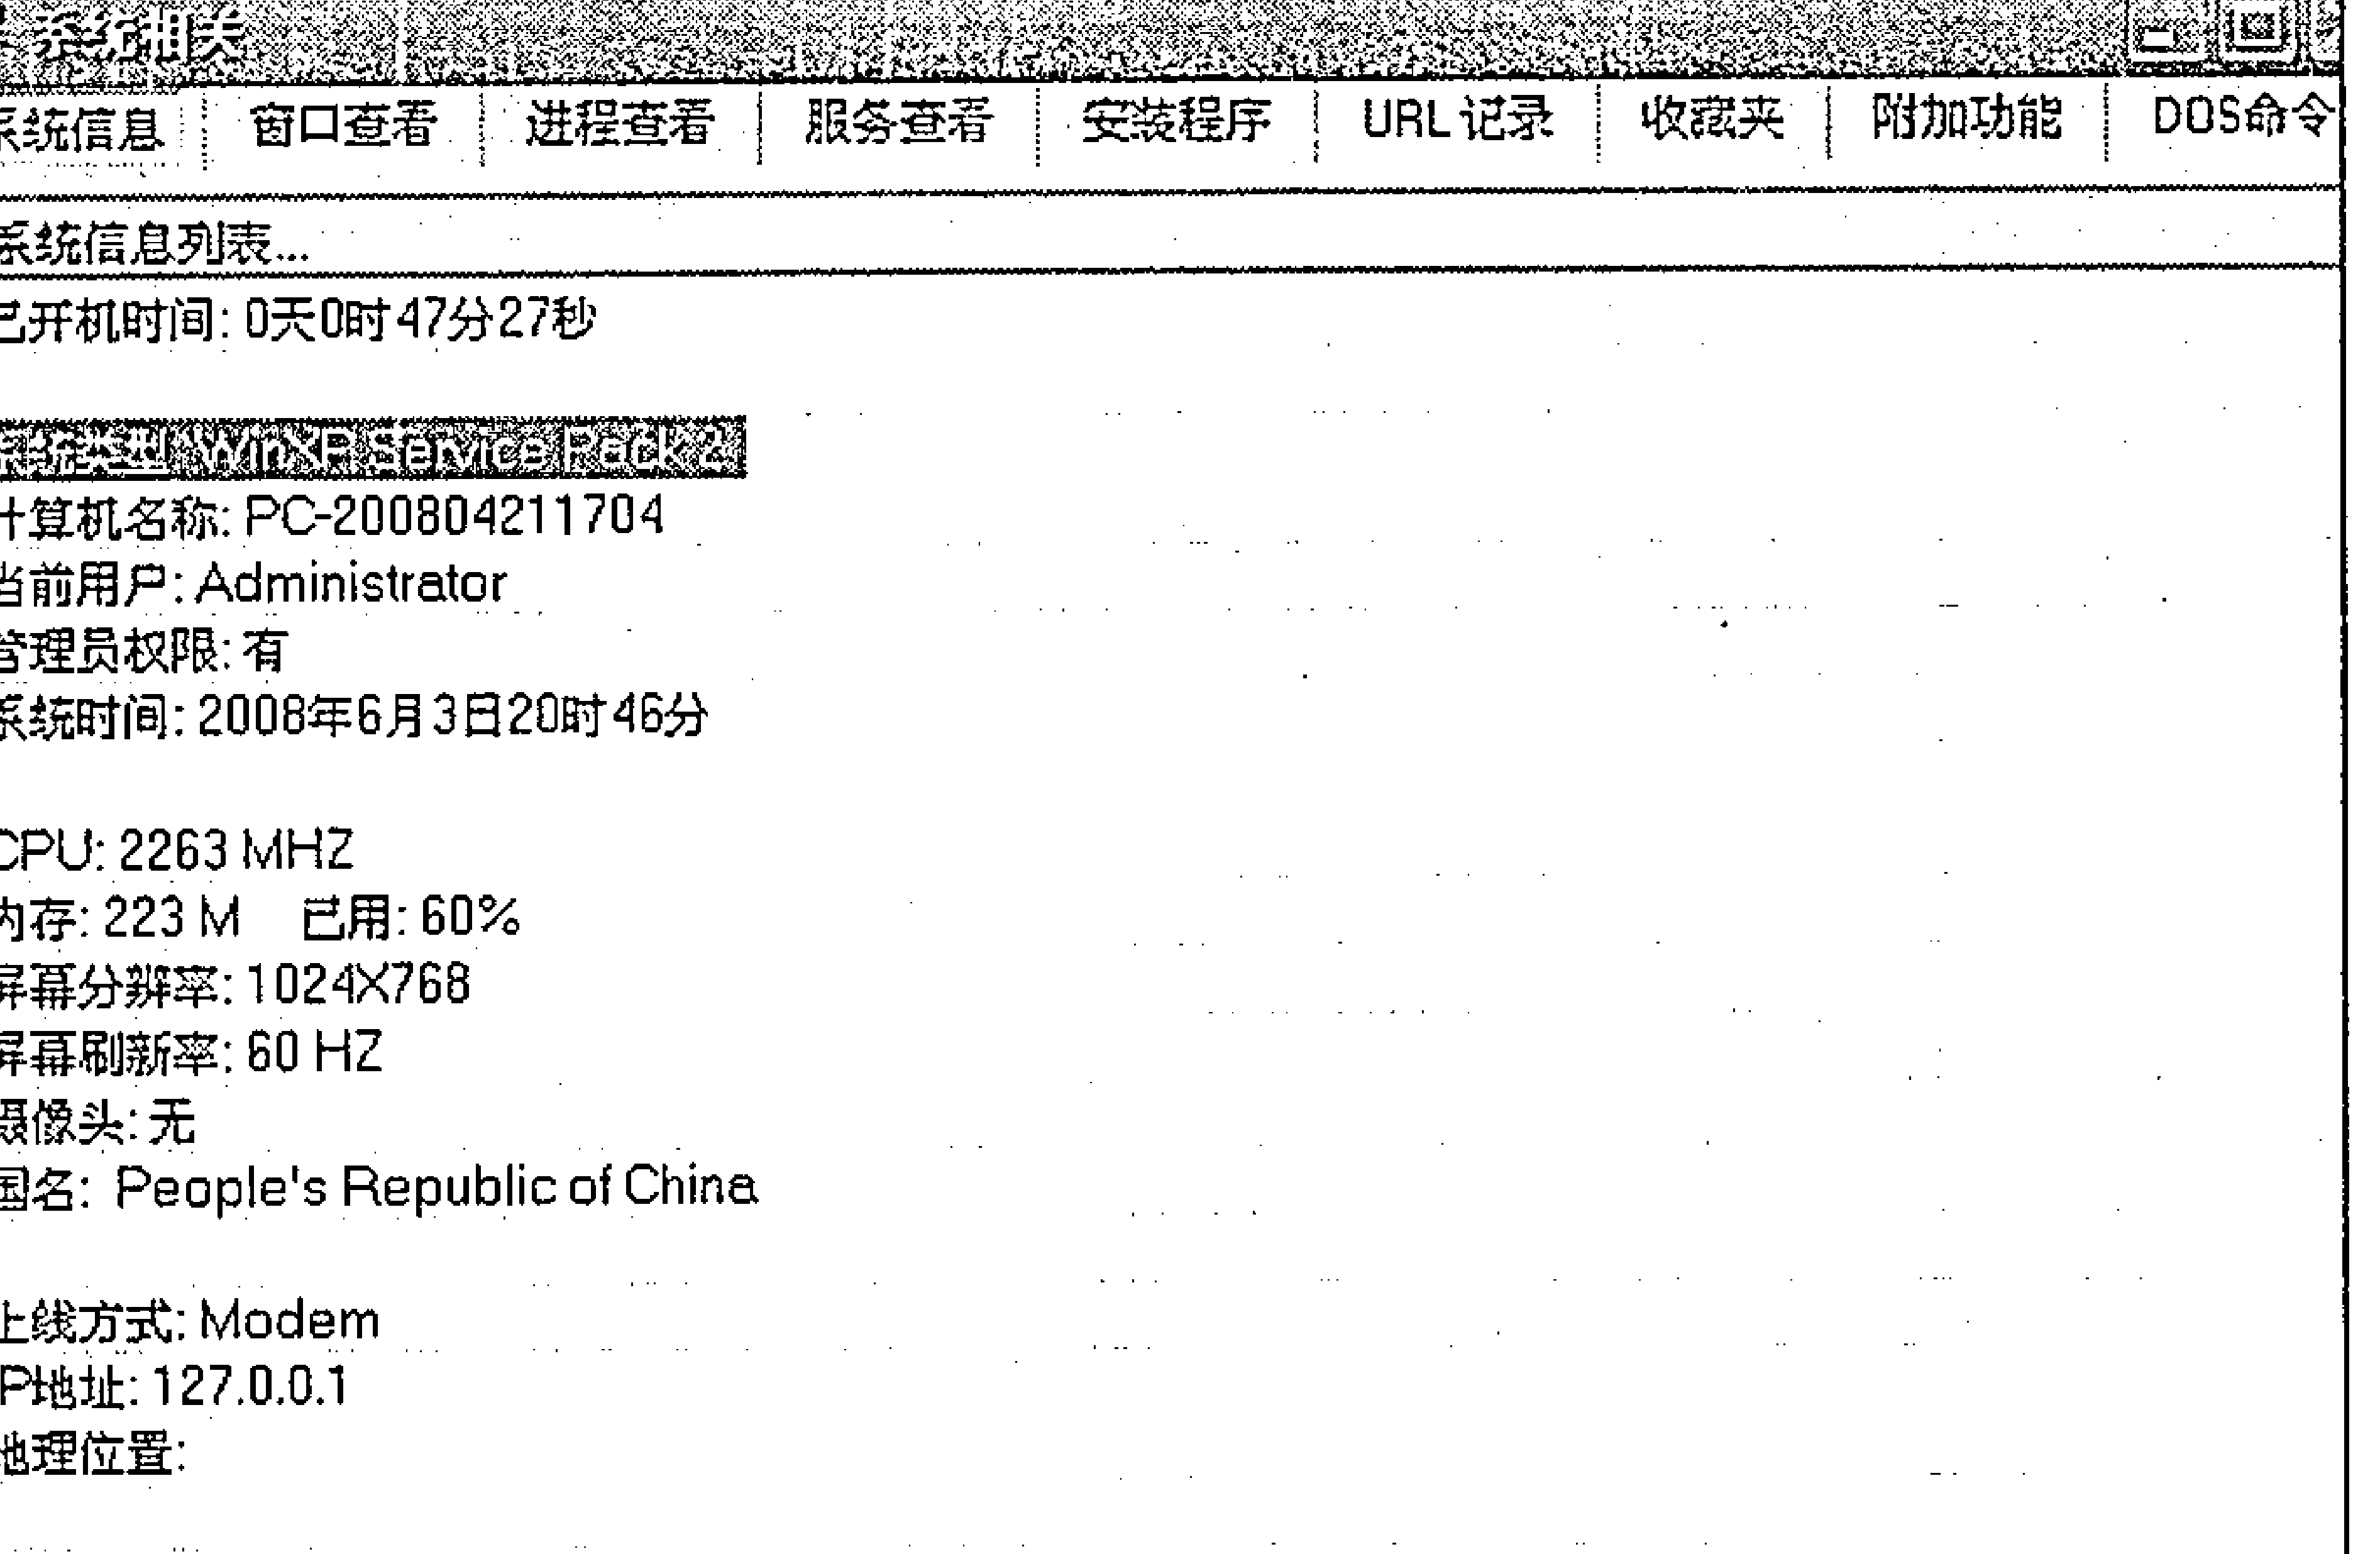 系统相关
系统信息 窗口查看 进程查看 服务查看 安装程序 URL记录 收藏夹 附加功能 DOS命令
系统信息列表...
已开机时间: 0天0时47分27秒
系统类型: WinXP Service Pack 2
计算机名称: PC-200804211704
当前用户: Administrator
管理员权限: 有
系统时间: 2008年6月3日20时46分
CPU: 2263 MHZ
内存: 223 M 已用: 60%
屏幕分辨率: 1024X768
屏幕刷新率: 60 HZ
摄像头: 无
国名: People's Republic of China
上线方式: Modem
IP地址: 127.0.0.1
地理位置: